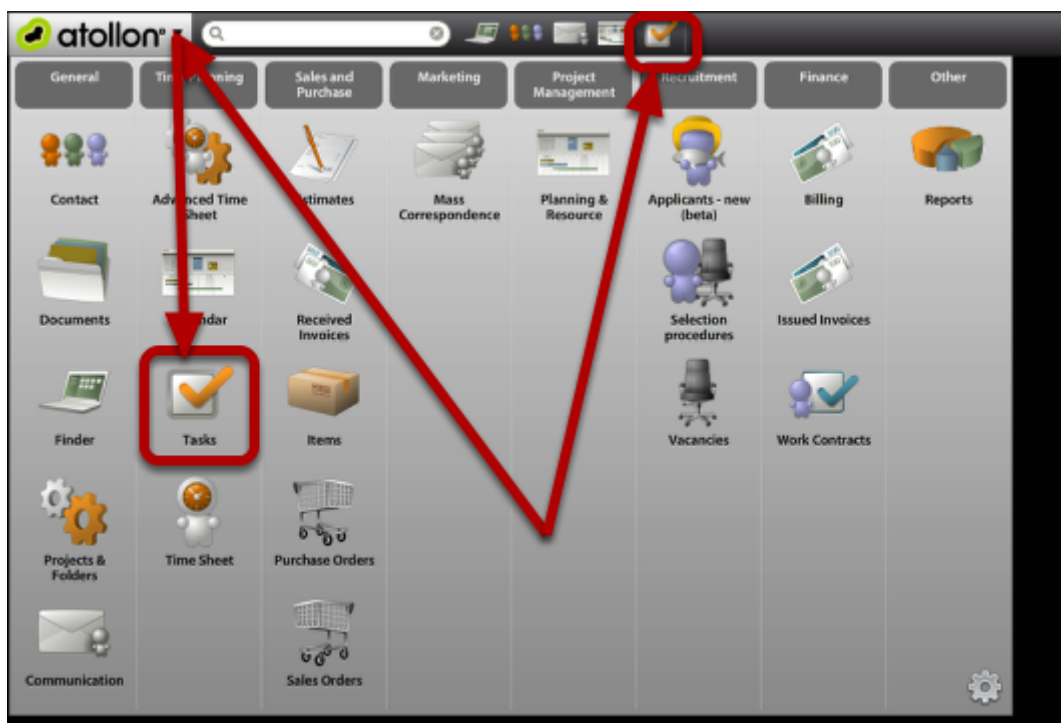 atollon
General
Sales and
Purchase
Marketing
Project
Management
Recruitment
Finance
Other
Contact
Advanced Time
Sheet
Estimates
Mass
Correspondence
Planning &
Resource
Applicants - new
(beta)
Billing
Reports
Documents
Received
Invoices
Selection
procedures
Issued Invoices
Finder
Tasks
Items
Vacancies
Work Contracts
Projects &
Folders
Time Sheet
Purchase Orders
Communication
Sales Orders